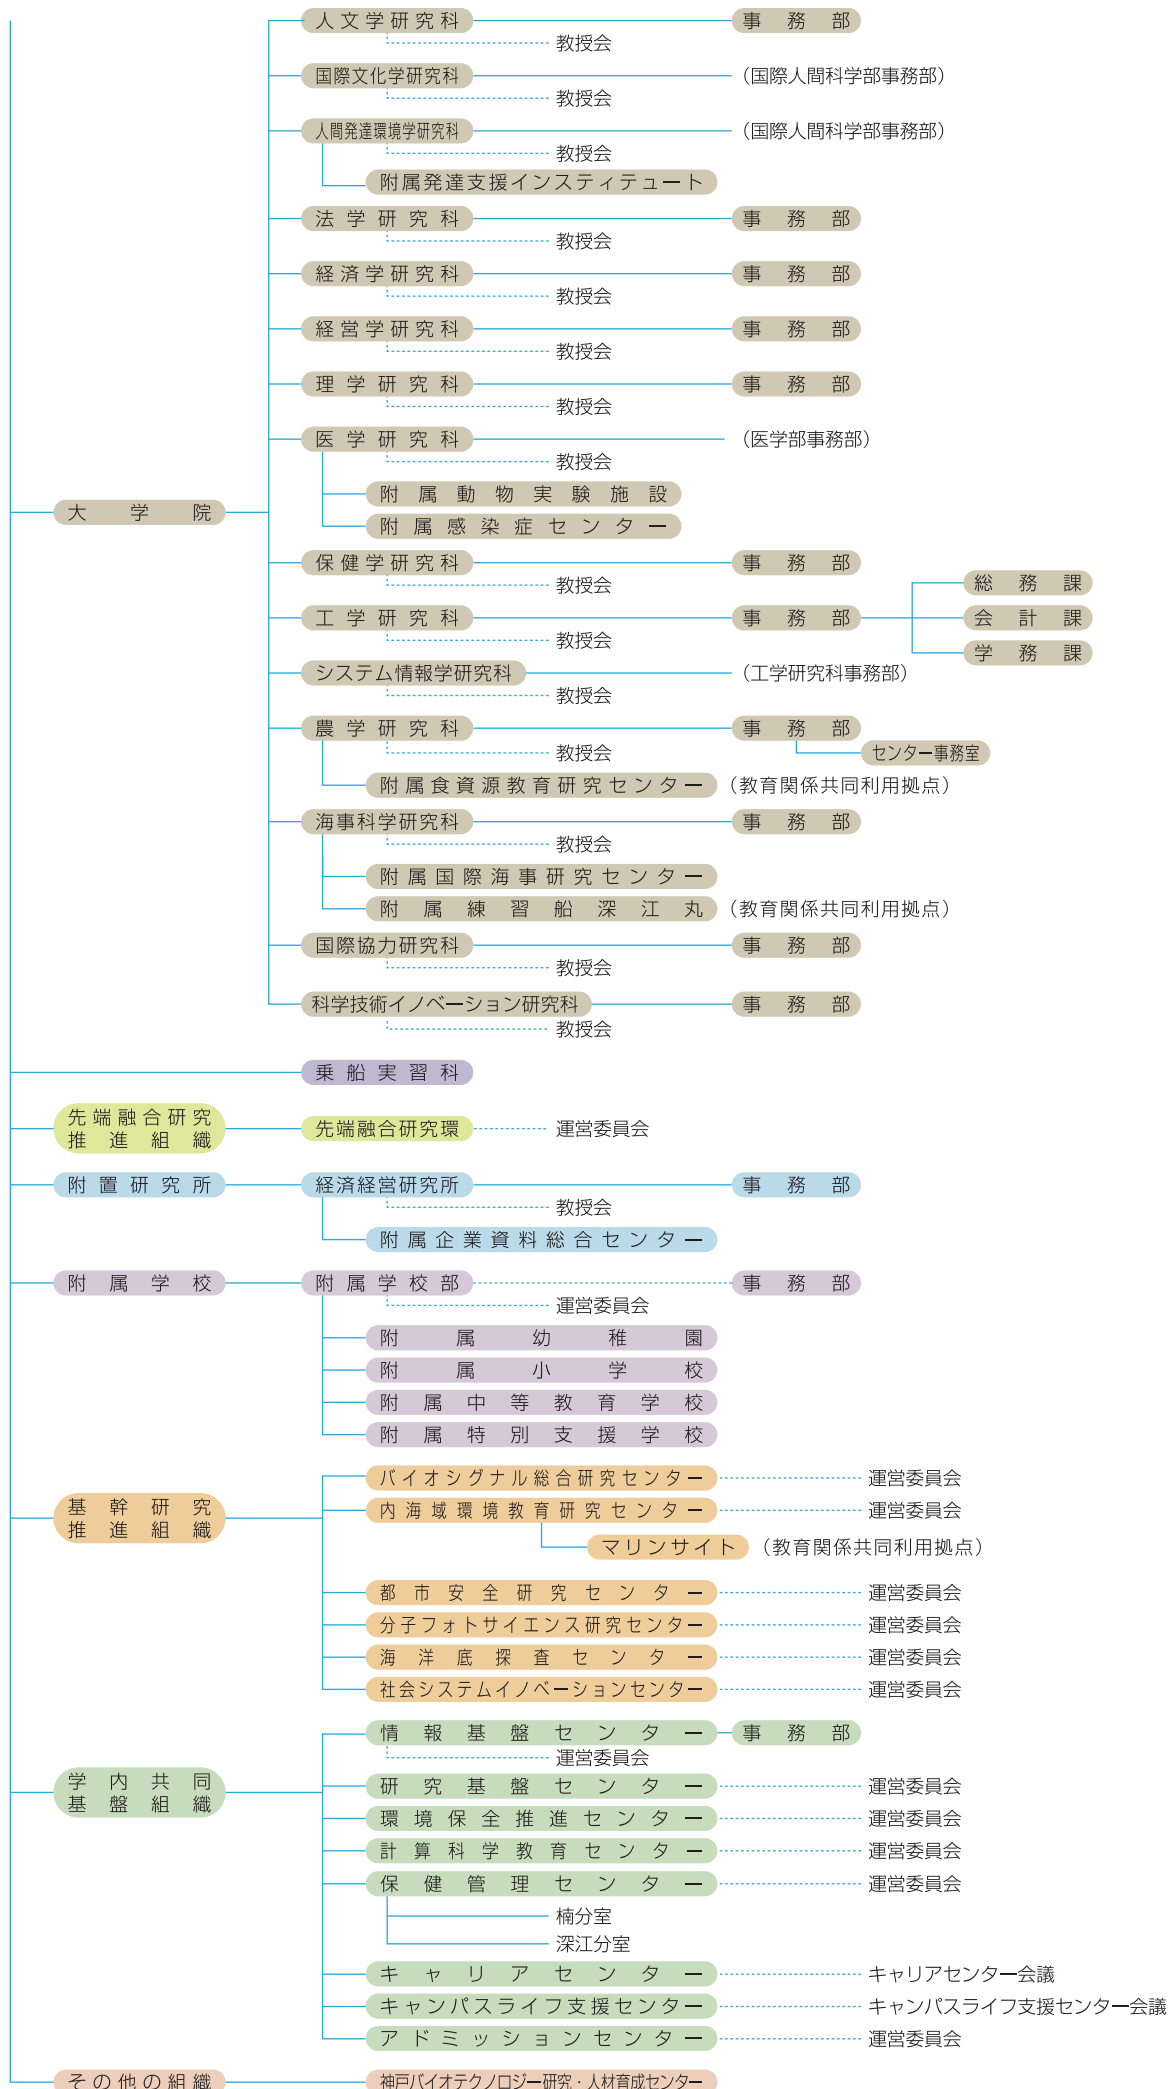 人文学研究科 事務部
教授会
国際文化学研究科 （国際人間科学部事務部）
教授会
人間発達環境学研究科 （国際人間科学部事務部）
教授会
附属発達支援インスティテュート
法学研究科 事務部
教授会
経済学研究科 事務部
教授会
経営学研究科 事務部
教授会
理学研究科 事務部
教授会
医学研究科 （医学部事務部）
教授会
附属動物実験施設
大学院
附属感染症センター
保健学研究科 事務部
教授会
総務課
工学研究科 事務部 会計課
教授会
学務課
システム情報学研究科 （工学研究科事務部）
教授会
農学研究科 事務部
教授会 センター事務室
附属食資源教育研究センター （教育関係共同利用拠点）
海事科学研究科 事務部
教授会
附属国際海事研究センター
附属練習船深江丸 （教育関係共同利用拠点）
国際協力研究科 事務部
教授会
科学技術イノベーション研究科 事務部
教授会
乗船実習科
先端融合研究
推進組織
先端融合研究環 運営委員会
附置研究所 経済経営研究所 事務部
教授会
附属企業資料総合センター
附属学校 附属学校部 事務部
運営委員会
附属幼稚園
附属小学校
附属中等教育学校
附属特別支援学校
基幹研究
推進組織
バイオシグナル総合研究センター 運営委員会
内海域環境教育研究センター 運営委員会
マリンサイト （教育関係共同利用拠点）
都市安全研究センター 運営委員会
分子フォトサイエンス研究センター 運営委員会
海洋底探査センター 運営委員会
社会システムイノベーションセンター 運営委員会
学内共同
基盤組織
情報基盤センター 事務部
運営委員会
研究基盤センター 運営委員会
環境保全推進センター 運営委員会
計算科学教育センター 運営委員会
保健管理センター 運営委員会
楠分室
深江分室
キャリアセンター キャリアセンター会議
キャンパスライフ支援センター キャンパスライフ支援センター会議
アドミッションセンター 運営委員会
その他の組織 神戸バイオテクノロジー研究・人材育成センター